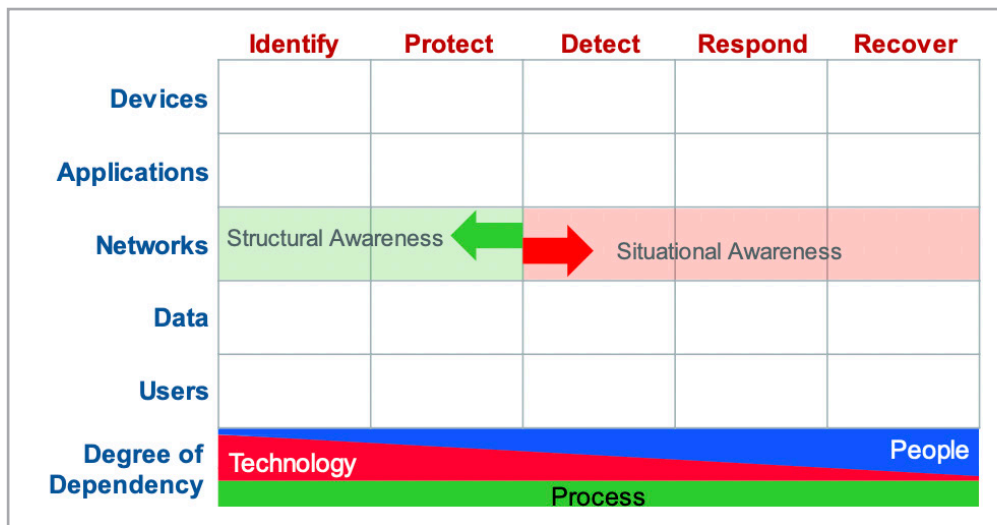 Identify Protect Detect Respond Recover
Devices
Applications
Networks Structural Awareness Situational Awareness
Data
Users
Degree of Dependency Technology People
Process